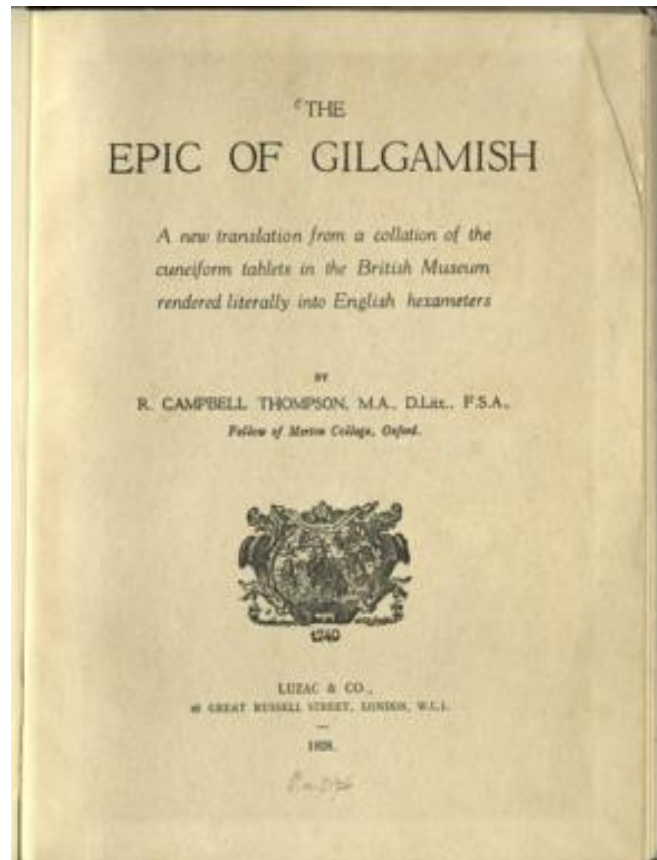 THE
EPIC OF GILGAMISH
A new translation from a collation of the
cuneiform tablets in the British Museum
rendered literally into English hexameters
BY
R. CAMPBELL THOMPSON, M.A., D.Litt., F.S.A.,
Fellow of Merton College, Oxford.
1740
LUZAC & CO.,
46 GREAT RUSSELL STREET, LONDON, W.C.1.
1928.